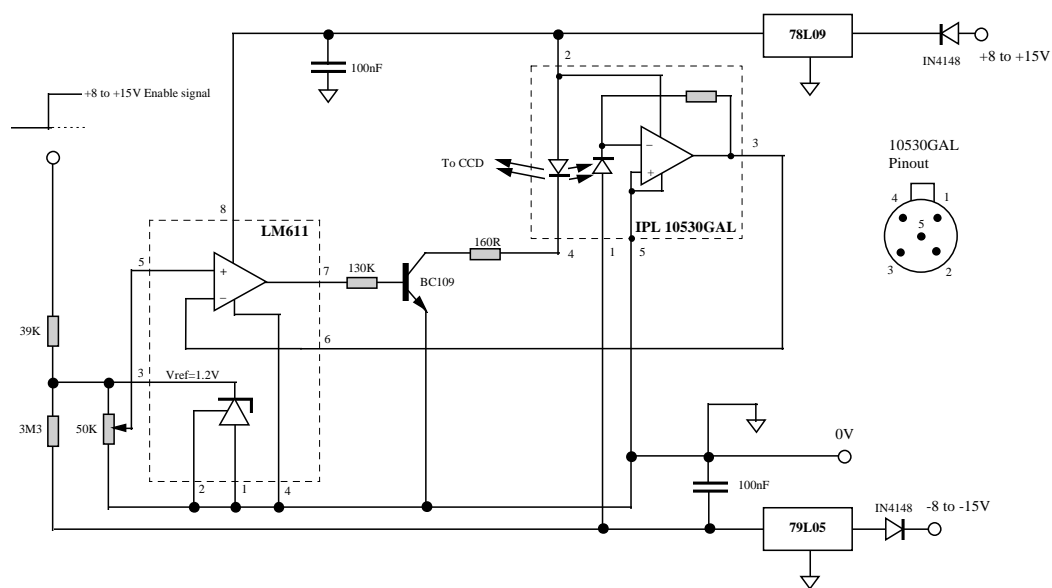 78L09
IN4148
+8 to +15V
2
100nF
+8 to +15V Enable signal
3
10530GAL
Pinout
To CCD
−
+
4
1
5
3
2
8
LM611
IPL 10530GAL
160R
4
1
5
5
+
−
7
130K
BC109
6
39K
3
Vref=1.2V
3M3
50K
0V
2
1
4
100nF
IN4148
-8 to -15V
79L05